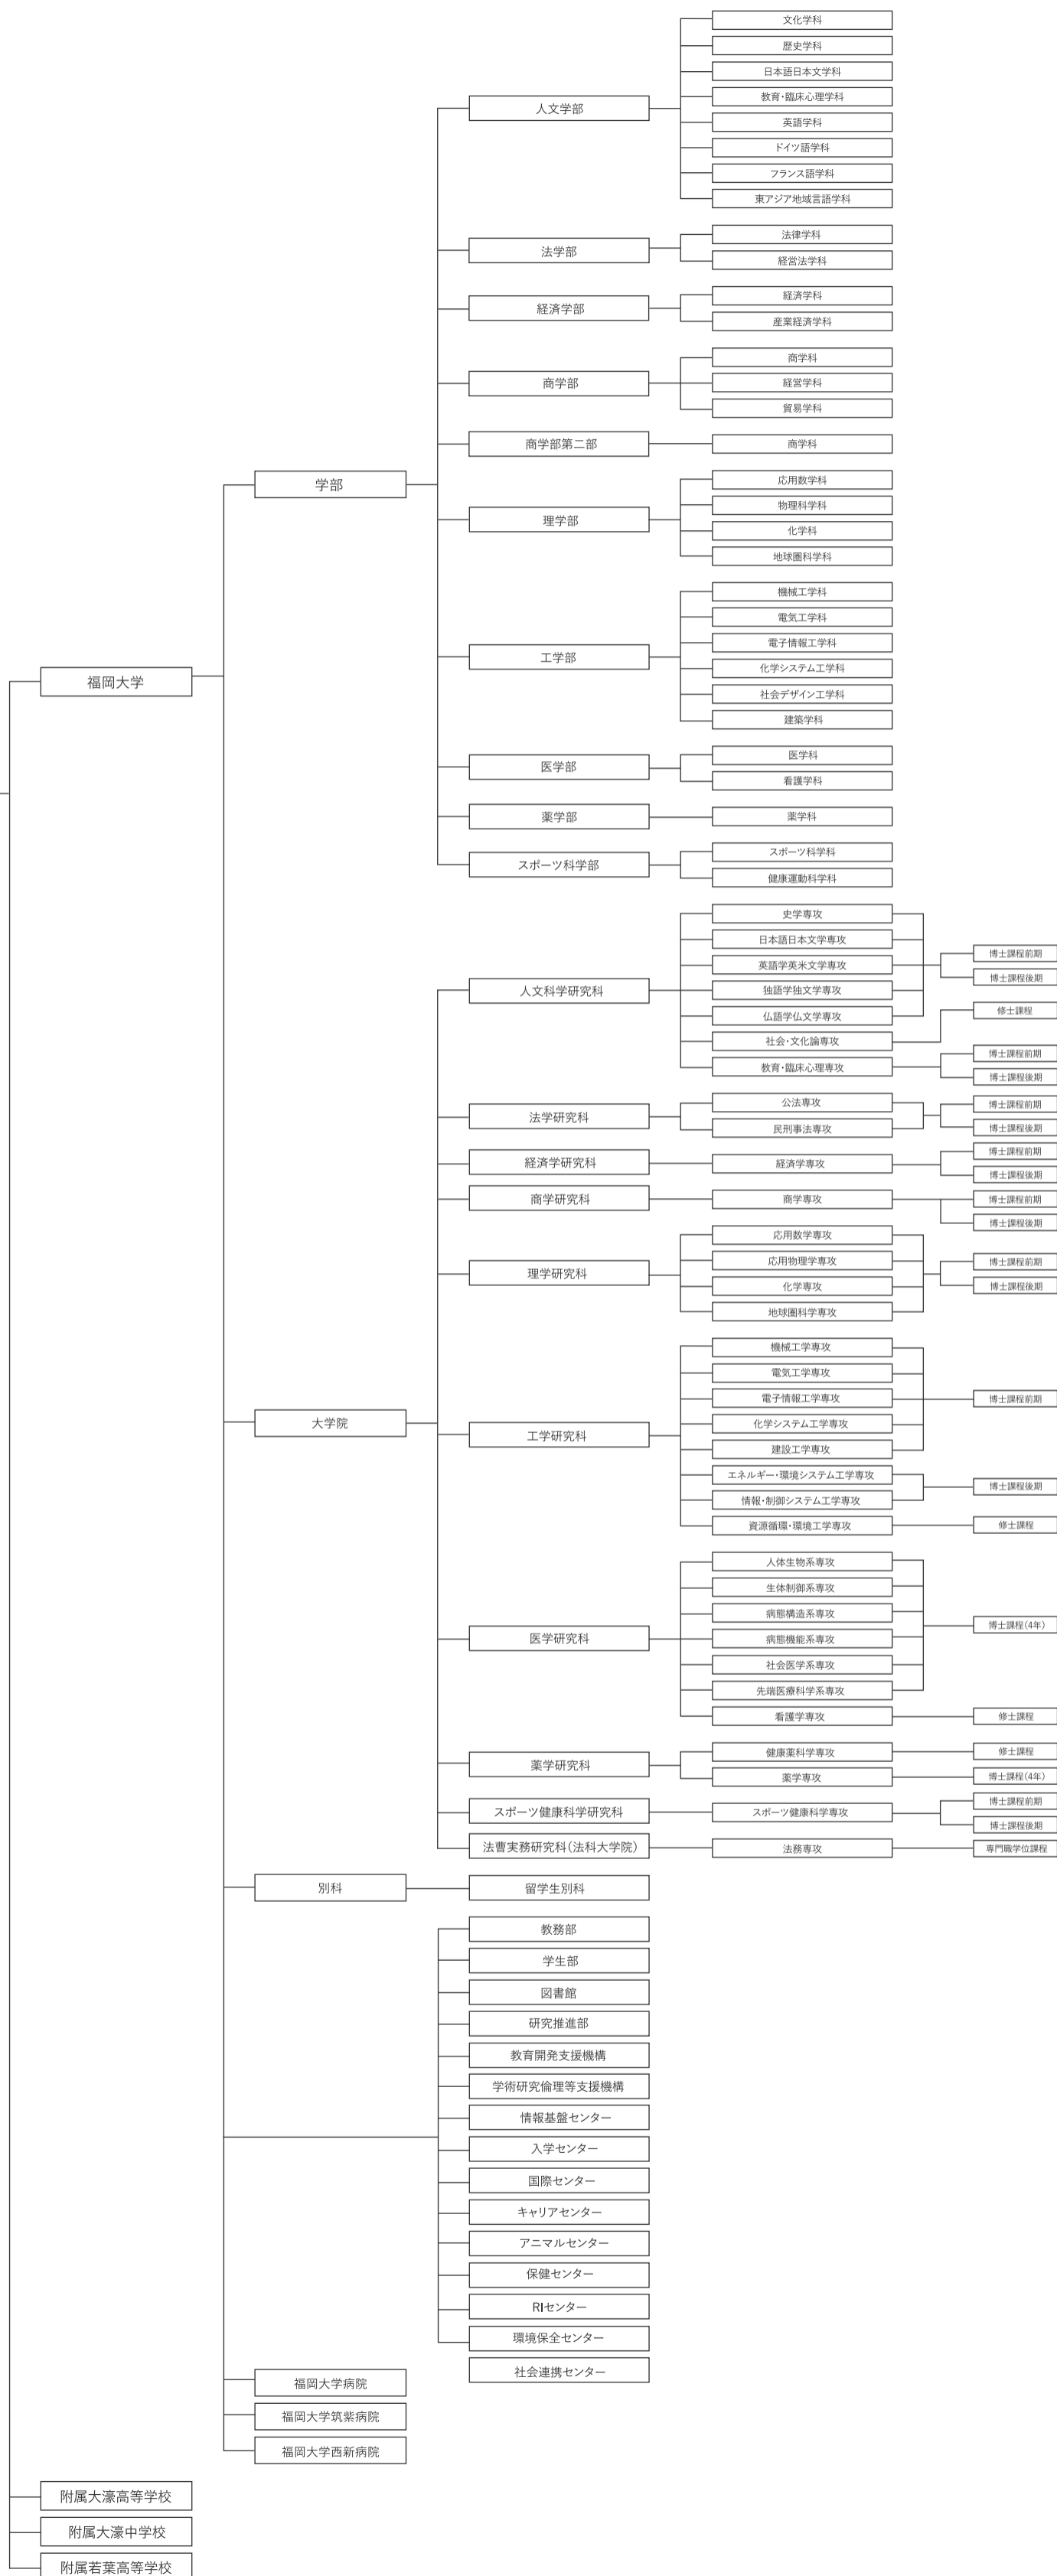 福岡大学
学部
人文学部
文化学科
歴史学科
日本語日本文学科
教育・臨床心理学科
英語学科
ドイツ語学科
フランス語学科
東アジア地域言語学科
法学部
法律学科
経営法学科
経済学部
経済学科
産業経済学科
商学部
商学科
経営学科
貿易学科
商学部第二部
商学科
理学部
応用数学科
物理科学科
化学科
地球圏科学科
工学部
機械工学科
電気工学科
電子情報工学科
化学システム工学科
社会デザイン工学科
建築学科
医学部
医学科
看護学科
薬学部
薬学科
スポーツ科学部
スポーツ科学科
健康運動科学科
大学院
人文科学研究科
史学専攻
日本語日本文学専攻
英語学英米文学専攻
独語学独文学専攻
仏語学仏文学専攻
博士課程前期
博士課程後期
社会・文化論専攻
修士課程
教育・臨床心理専攻
博士課程前期
博士課程後期
法学研究科
公法専攻
民刑事法専攻
博士課程前期
博士課程後期
経済学研究科
経済学専攻
博士課程前期
博士課程後期
商学研究科
商学専攻
博士課程前期
博士課程後期
理学研究科
応用数学専攻
応用物理学専攻
化学専攻
地球圏科学専攻
博士課程前期
博士課程後期
工学研究科
機械工学専攻
電気工学専攻
電子情報工学専攻
化学システム工学専攻
建設工学専攻
博士課程前期
エネルギー・環境システム工学専攻
情報・制御システム工学専攻
博士課程後期
資源循環・環境工学専攻
修士課程
医学研究科
人体生物系専攻
生体制御系専攻
病態構造系専攻
病態機能系専攻
社会医学系専攻
先端医療科学系専攻
博士課程(4年)
看護学専攻
修士課程
薬学研究科
健康薬科学専攻
修士課程
薬学専攻
博士課程(4年)
スポーツ健康科学研究科
スポーツ健康科学専攻
博士課程前期
博士課程後期
法曹実務研究科(法科大学院)
法務専攻
専門職学位課程
別科
留学生別科
教務部
学生部
図書館
研究推進部
教育開発支援機構
学術研究倫理等支援機構
情報基盤センター
入学センター
国際センター
キャリアセンター
アニマルセンター
保健センター
RIセンター
環境保全センター
社会連携センター
福岡大学病院
福岡大学筑紫病院
福岡大学西新病院
附属大濠高等学校
附属大濠中学校
附属若葉高等学校